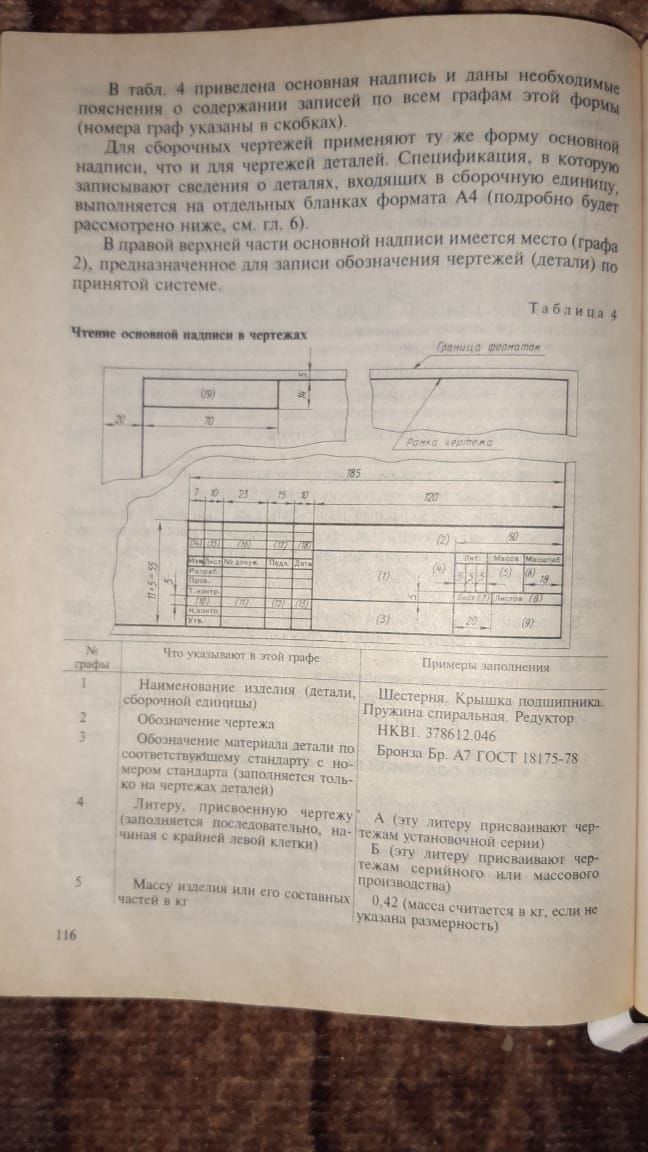 В табл. 4 приведена основная надпись и даны необходимые
пояснения о содержании записей по всем графам этой формы
(номера граф указаны в скобках).
Для сборочных чертежей применяют ту же форму основной
надписи, что и для чертежей деталей. Спецификация, в которую
записывают сведения о деталях, входящих в сборочную единицу,
выполняется на отдельных бланках формата А4 (подробно будет
рассмотрено ниже, см. гл. 6).
В правой верхней части основной надписи имеется место (графа
2), предназначенное для записи обозначения чертежей (детали) по
принятой системе.
Таблица 4
Чтение основной надписи в чертежах
Граница форматок
5
(19)
14
20
70
Рамка чертежа
185
7 10 23 15 10 120
50
(14) (15) (16) (17) (18)
(2)
Изм Лист № докум. Подп. Дата
Лит. Масса Масштаб
Разраб.
Пров.
(1)
(4)
5 5 5
(5)
(6)
18
11×5=55
5
Т.контр.
(10) (11) (12) (13)
5
Лист (7) Листов (8)
Н.контр.
Утв.
(3)
20
(9)
№ графы
Что указывают в этой графе
Примеры заполнения
1
Наименование изделия (детали,
сборочной единицы)
Шестерня. Крышка подшипника.
Пружина спиральная. Редуктор
2
Обозначение чертежа
НКВ1. 378612.046
3
Обозначение материала детали по
соответствующему стандарту с но-
мером стандарта (заполняется толь-
ко на чертежах деталей)
Бронза Бр. А7 ГОСТ 18175-78
4
Литеру, присвоенную чертежу
(заполняется последовательно, на-
чиная с крайней левой клетки)
А (эту литеру присваивают чер-
тежам установочной серии)
Б (эту литеру присваивают чер-
тежам серийного или массового
производства)
5
Массу изделия или его составных
частей в кг
0,42 (масса считается в кг, если не
указана размерность)
116